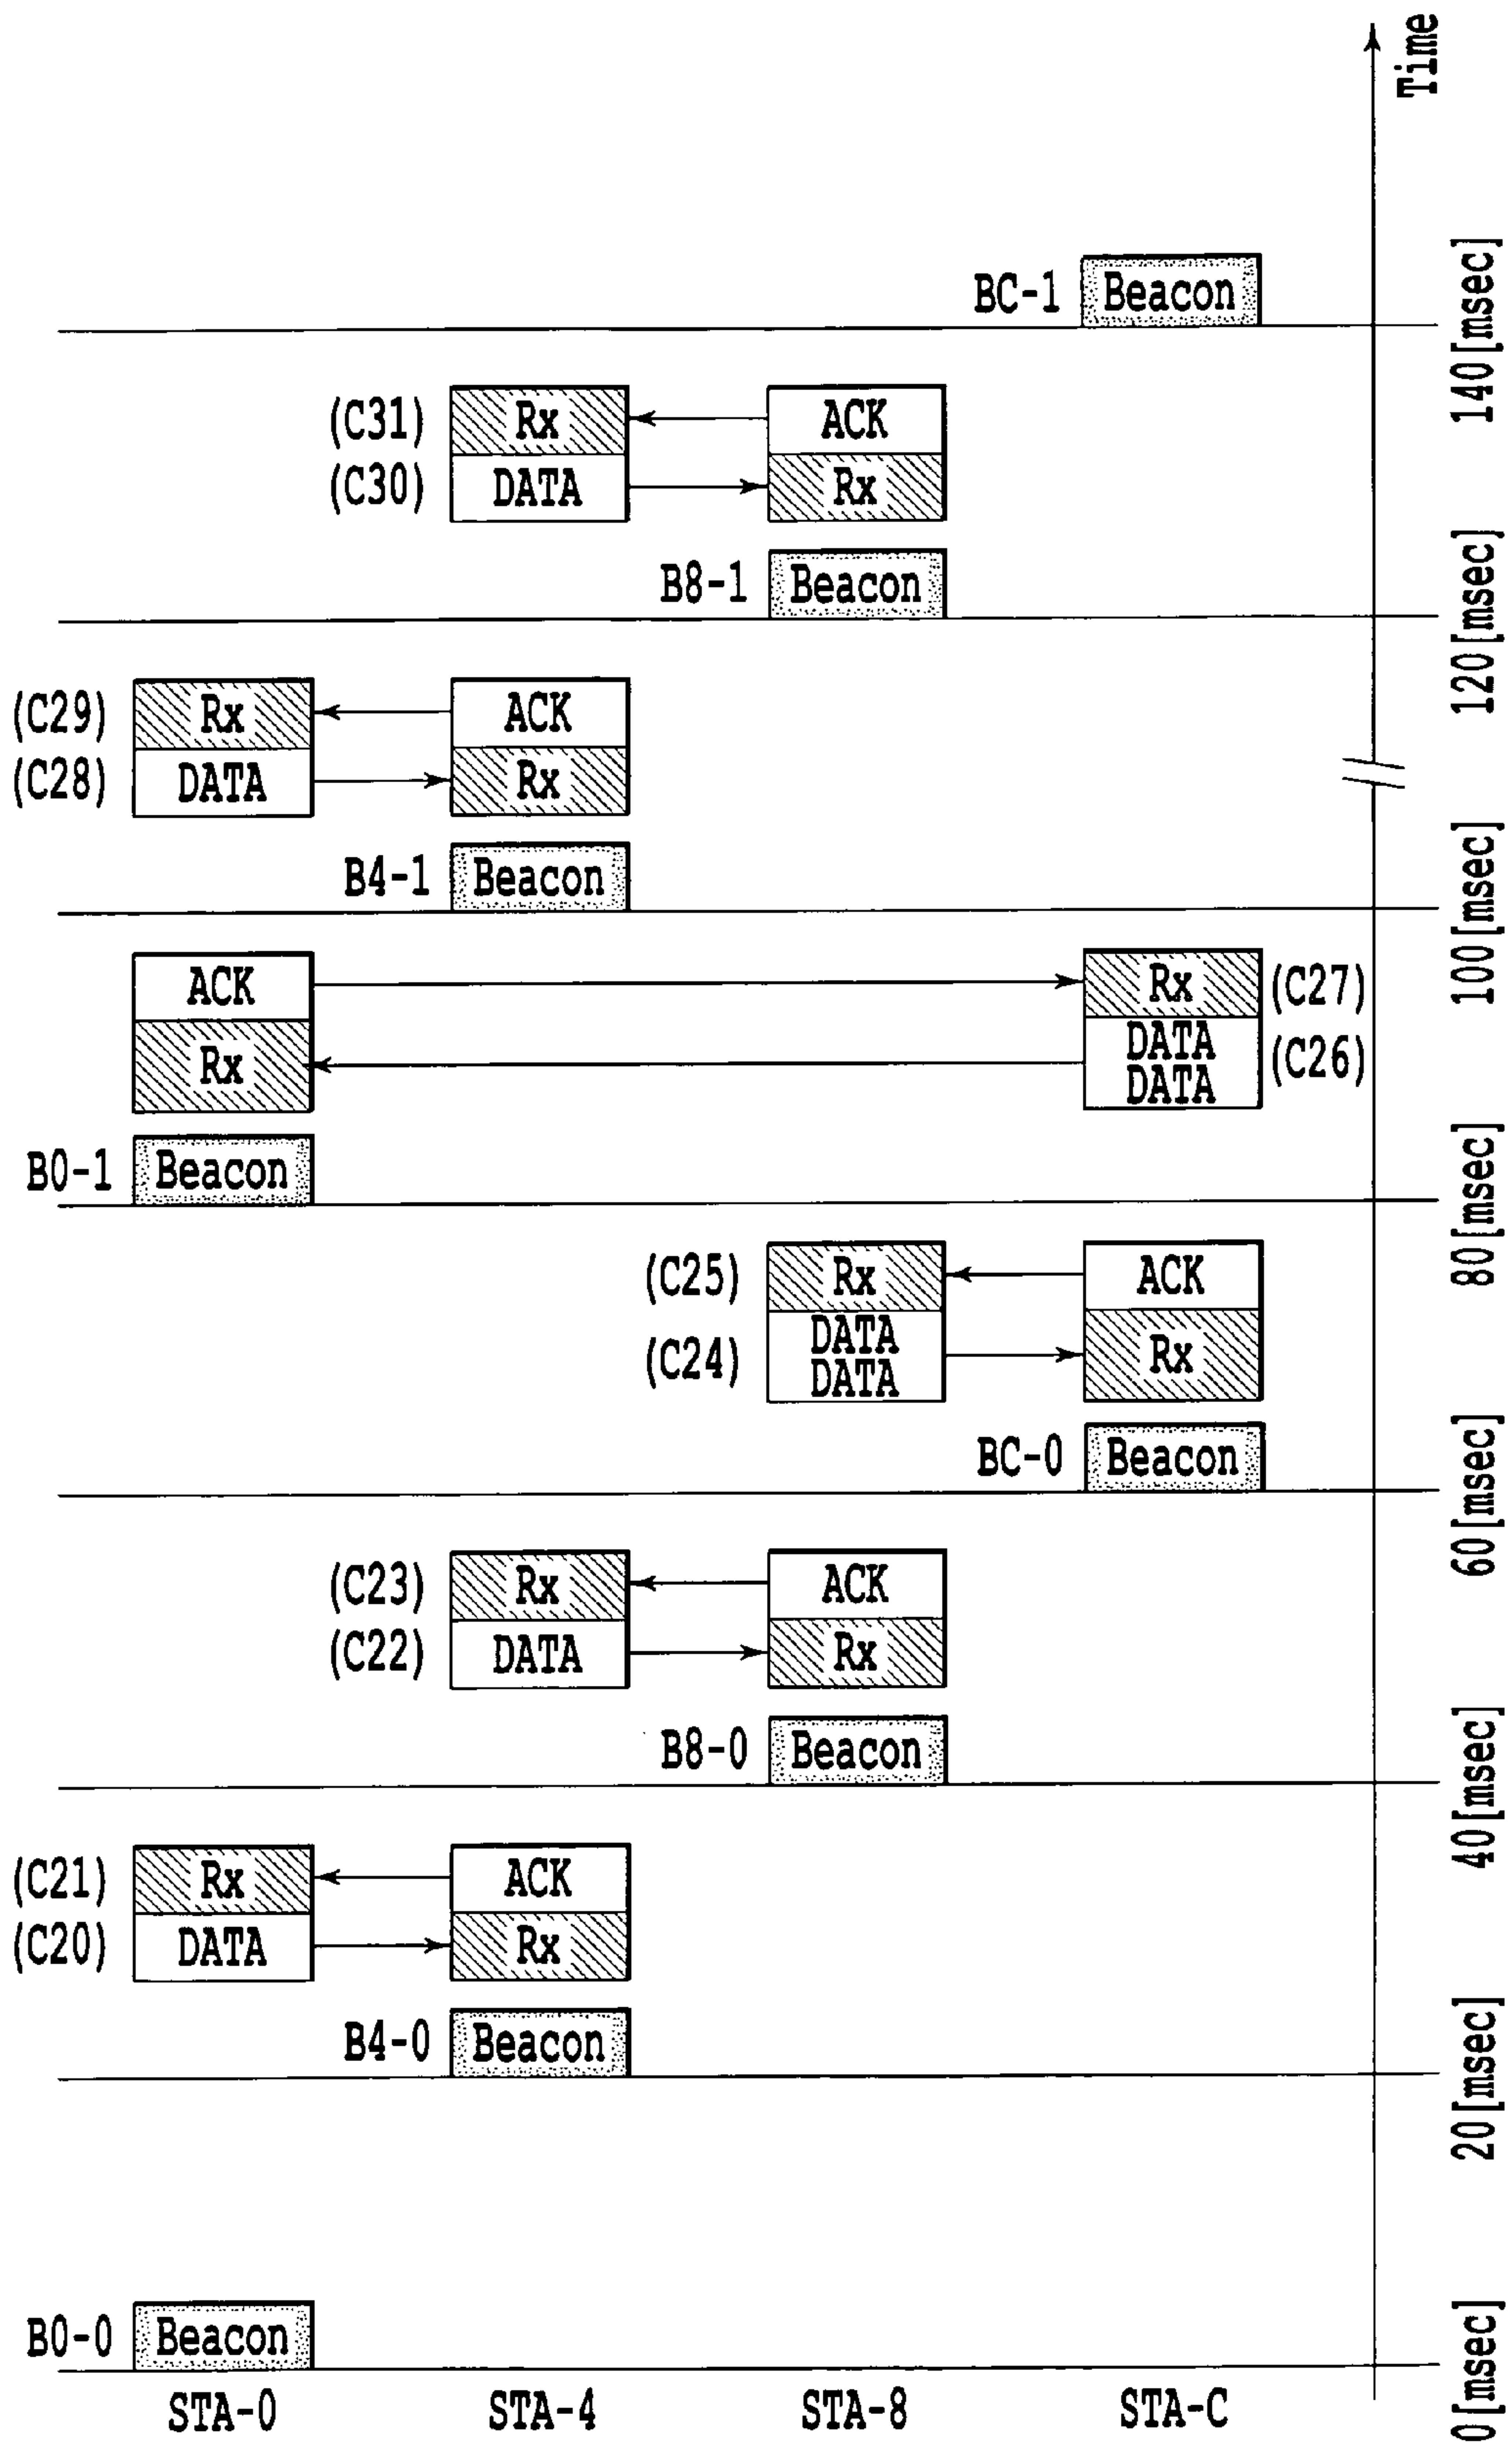 Time
BC-1 Beacon
140[msec]
(C31) Rx ACK
(C30) DATA Rx
B8-1 Beacon
120[msec]
(C29) Rx ACK
(C28) DATA Rx
B4-1 Beacon
100[msec]
ACK Rx (C27)
Rx DATA (C26)
DATA
B0-1 Beacon
80[msec]
(C25) Rx ACK
(C24) DATA Rx
DATA
BC-0 Beacon
60[msec]
(C23) Rx ACK
(C22) DATA Rx
B8-0 Beacon
40[msec]
(C21) Rx ACK
(C20) DATA Rx
B4-0 Beacon
20[msec]
B0-0 Beacon
0[msec]
STA-0 STA-4 STA-8 STA-C